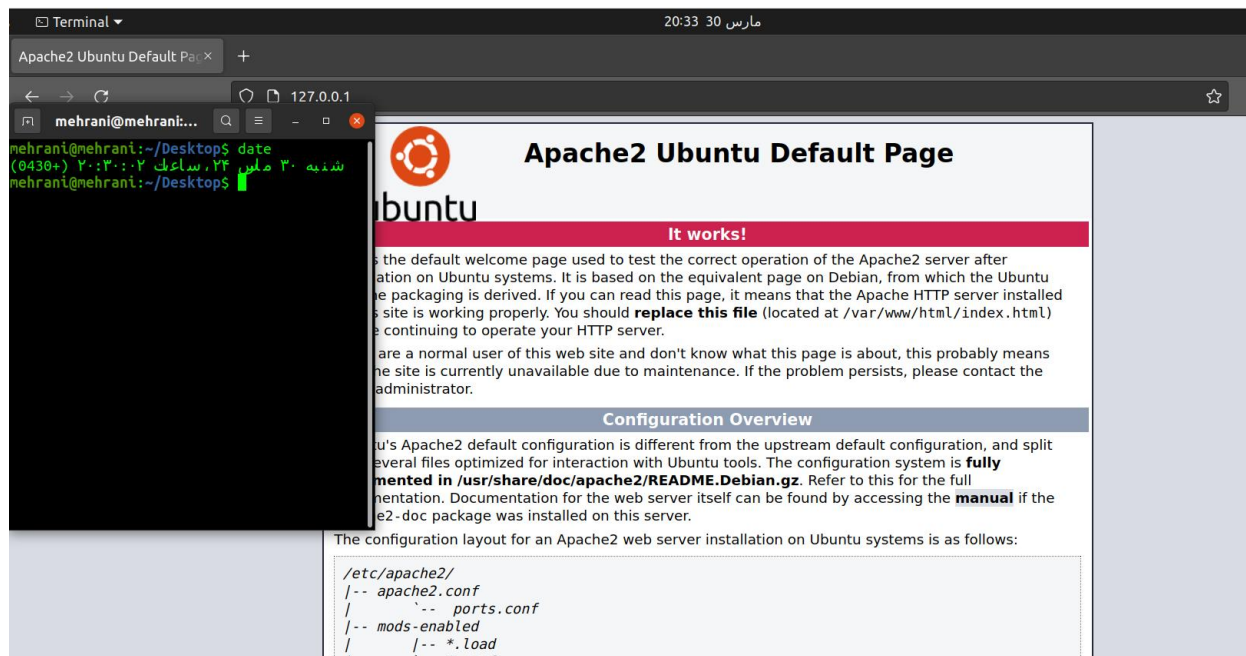 Terminal
20:33 30 مارس
Apache2 Ubuntu Default Pag
127.0.0.1
mehrani@mehrani:...
mehrani@mehrani:~/Desktop$ date
شنبه ۳۰ مارس ۲۴، ساعت ۲۰:۳۰:۰۲ (+0430)
mehrani@mehrani:~/Desktop$
Apache2 Ubuntu Default Page
buntu
It works!
the default welcome page used to test the correct operation of the Apache2 server after
ation on Ubuntu systems. It is based on the equivalent page on Debian, from which the Ubuntu
e packaging is derived. If you can read this page, it means that the Apache HTTP server installed
site is working properly. You should replace this file (located at /var/www/html/index.html)
continuing to operate your HTTP server.
are a normal user of this web site and don't know what this page is about, this probably means
he site is currently unavailable due to maintenance. If the problem persists, please contact the
administrator.
Configuration Overview
u's Apache2 default configuration is different from the upstream default configuration, and split
everal files optimized for interaction with Ubuntu tools. The configuration system is fully
mented in /usr/share/doc/apache2/README.Debian.gz. Refer to this for the full
nentation. Documentation for the web server itself can be found by accessing the manual if the
e2-doc package was installed on this server.
The configuration layout for an Apache2 web server installation on Ubuntu systems is as follows:
/etc/apache2/
|-- apache2.conf
|       `-- ports.conf
|-- mods-enabled
|       |-- *.load